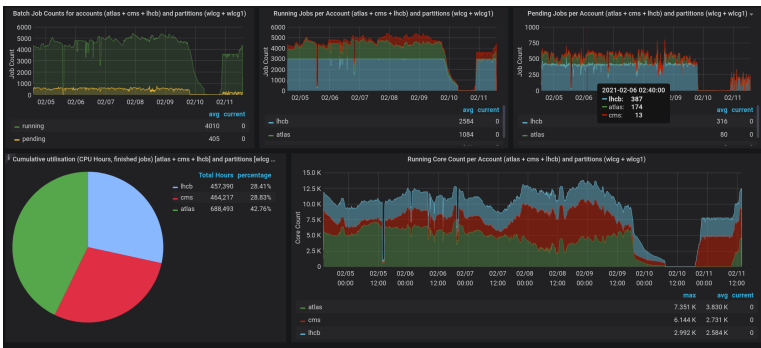 Batch Job Counts for accounts (atlas + cms + lhcb) and partitions (wlcg + wlcg1)
Job Count
6000
5000
4000
3000
2000
1000
0
02/05 02/06 02/07 02/08 02/09 02/10 02/11
avg current
running 4010 0
pending 405 0
Running Jobs per Account (atlas + cms + lhcb) and partitions (wlcg + wlcg1)
Job Count
6000
5000
4000
3000
2000
1000
0
02/05 02/06 02/07 02/08 02/09 02/10 02/11
avg current
lhcb 2584 0
atlas 1084 0
Pending Jobs per Account (atlas + cms + lhcb) and partitions (wlcg + wlcg1)
Job Count
1000
750
500
250
0
02/05 02/06 02/07 02/08 02/09 02/10 02/11
2021-02-06 02:40:00
lhcb: 387
atlas: 174
cms: 13
avg current
lhcb 316 0
atlas 80 0
Cumulative utilisation (CPU Hours, finished jobs) [atlas + cms + lhcb] and partitions [wlcg ...
Total Hours percentage
lhcb 457,390 28.41%
cms 464,217 28.83%
atlas 688,493 42.76%
Running Core Count per Account (atlas + cms + lhcb) and partitions (wlcg + wlcg1)
Core Count
15.0 K
12.5 K
10.0 K
7.5 K
5.0 K
2.5 K
0
02/05 02/05 02/06 02/06 02/07 02/07 02/08 02/08 02/09 02/09 02/10 02/10 02/11 02/11
00:00 12:00 00:00 12:00 00:00 12:00 00:00 12:00 00:00 12:00 00:00 12:00 00:00 12:00
max avg current
atlas 7.351 K 3.830 K 0
cms 6.144 K 2.731 K 0
lhcb 2.992 K 2.584 K 0